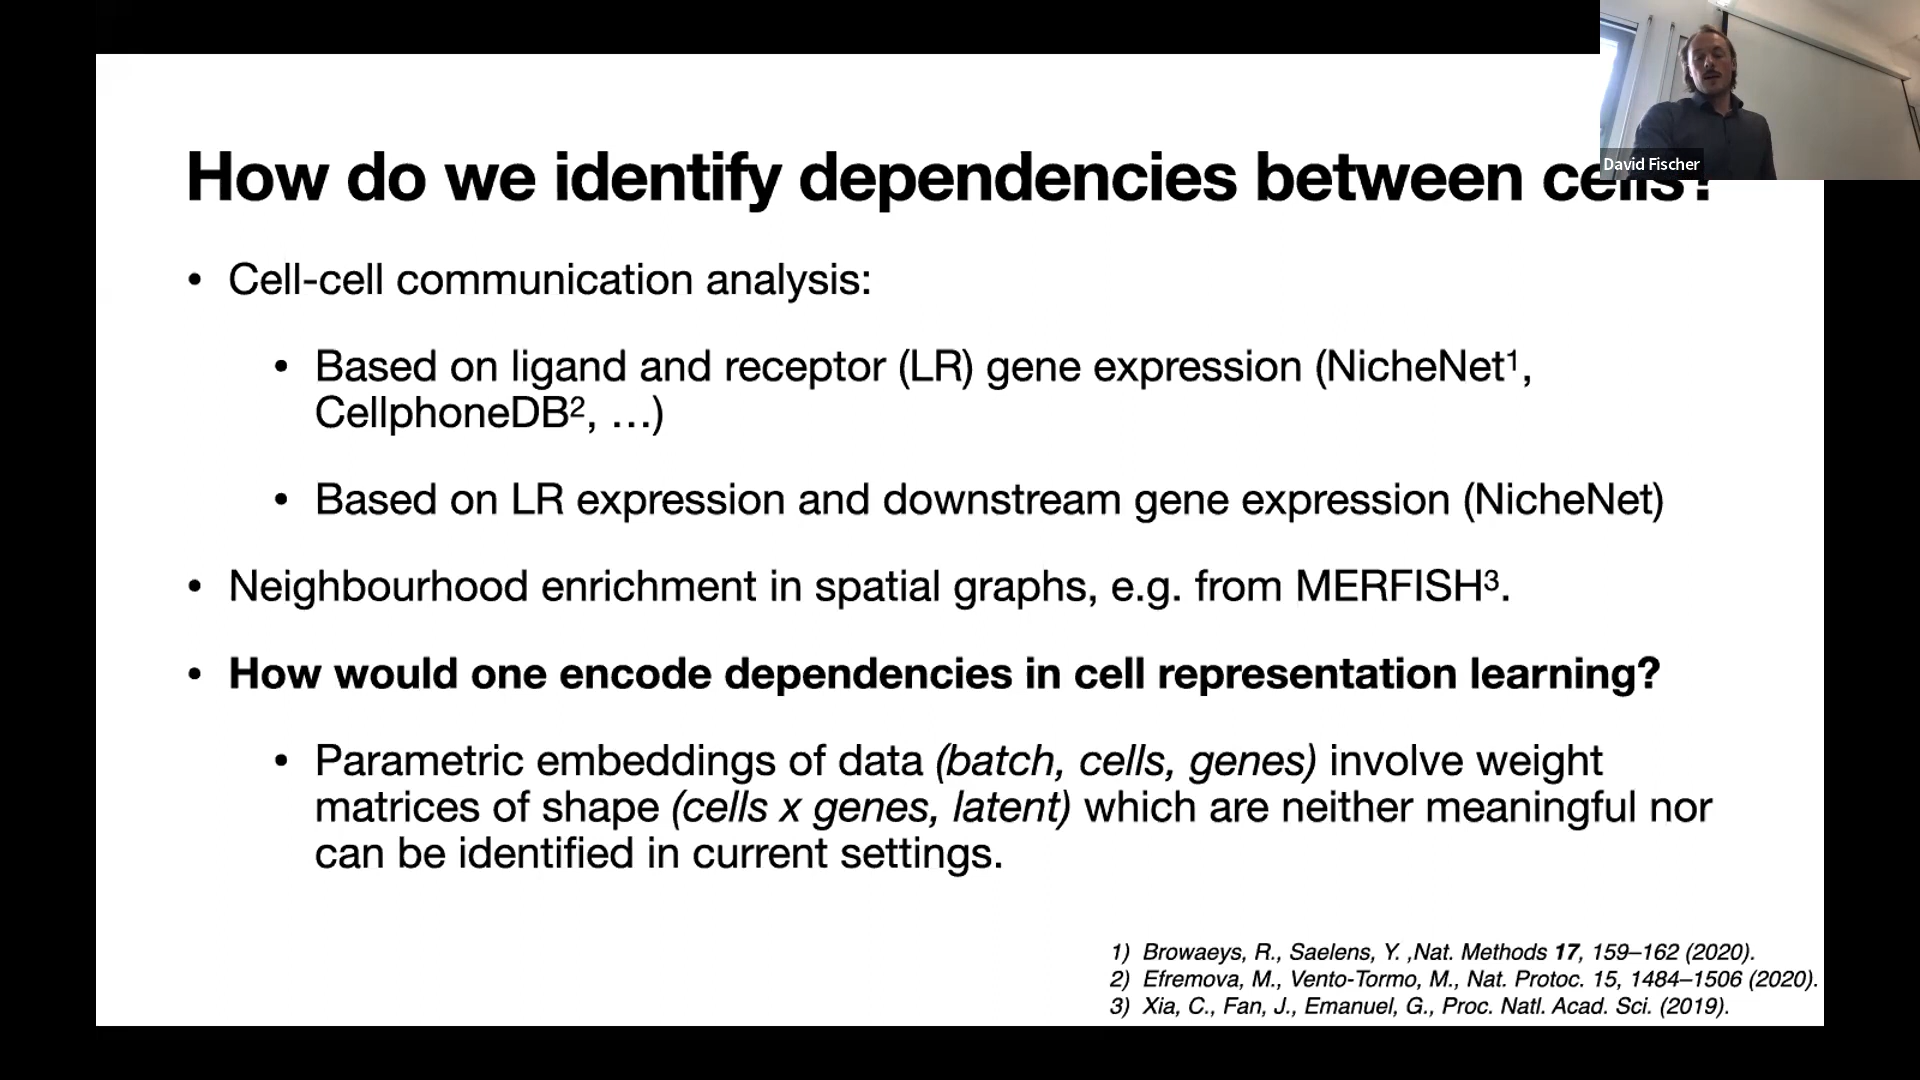 David Fischer
How do we identify dependencies between cells?
• Cell-cell communication analysis:
• Based on ligand and receptor (LR) gene expression (NicheNet¹,
CellphoneDB², …)
• Based on LR expression and downstream gene expression (NicheNet)
• Neighbourhood enrichment in spatial graphs, e.g. from MERFISH³.
• How would one encode dependencies in cell representation learning?
• Parametric embeddings of data (batch, cells, genes) involve weight
matrices of shape (cells x genes, latent) which are neither meaningful nor
can be identified in current settings.
1) Browaeys, R., Saelens, Y. ,Nat. Methods 17, 159–162 (2020).
2) Efremova, M., Vento-Tormo, M., Nat. Protoc. 15, 1484–1506 (2020).
3) Xia, C., Fan, J., Emanuel, G., Proc. Natl. Acad. Sci. (2019).